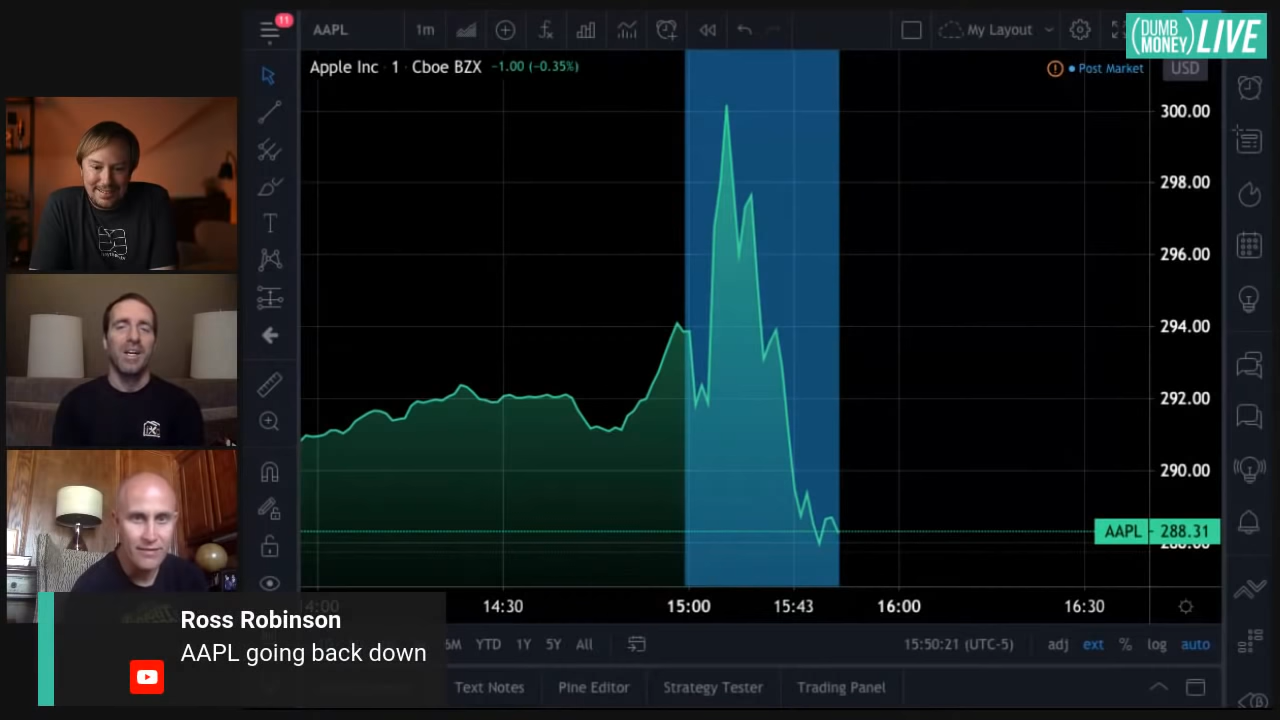 11
AAPL
1m
My Layout
(DUMB MONEY) LIVE
Apple Inc · 1 · Cboe BZX −1.00 (−0.35%)
Post Market
USD
300.00
298.00
296.00
294.00
292.00
290.00
AAPL 288.31
288.00
14:30
15:00
15:43
16:00
16:30
YTD
1Y
5Y
All
15:50:21 (UTC-5)
adj
ext
%
log
auto
Text Notes
Pine Editor
Strategy Tester
Trading Panel
Ross Robinson
AAPL going back down